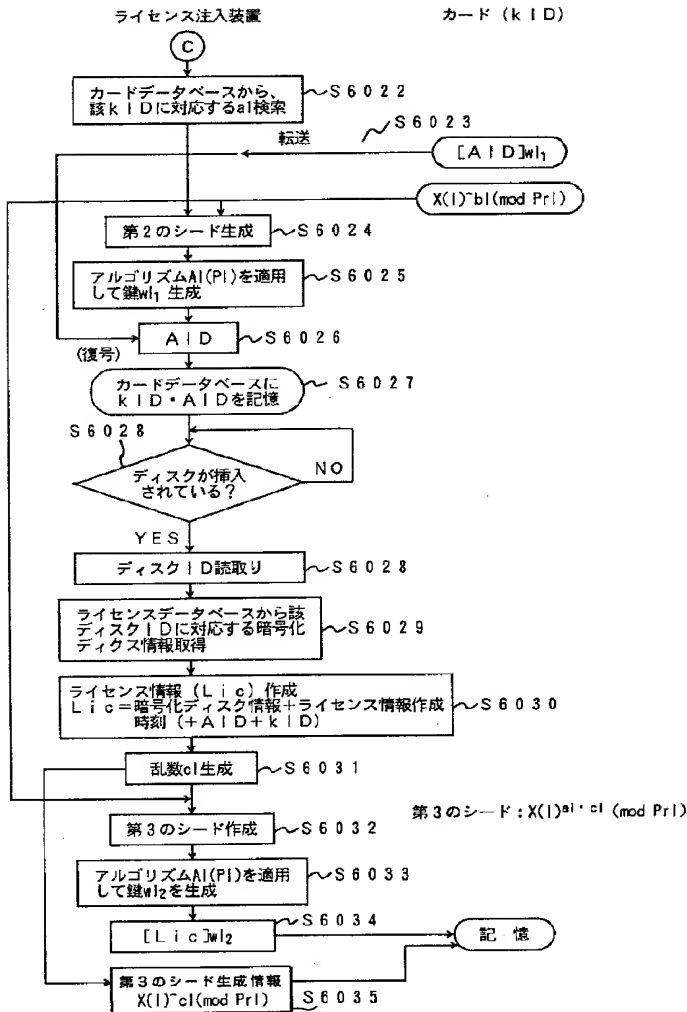 ライセンス注入装置
カード（kID）
C
カードデータベースから、
該kIDに対応するal検索
S6022
S6023
転送
[AID]wl₁
X(l)^bl(mod Prl)
第2のシード生成
S6024
アルゴリズムAl(Pl)を適用
して鍵wl₁ 生成
S6025
AID
S6026
(復号)
カードデータベースに
kID・AIDを記憶
S6027
S6028
ディスクが挿入
されている？
NO
YES
ディスクID読取り
S6028
ライセンスデータベースから該
ディスクIDに対応する暗号化
ディクス情報取得
S6029
ライセンス情報（Lic）作成
Lic＝暗号化ディスク情報+ライセンス情報作成
時刻（+AID+kID）
S6030
乱数cl生成
S6031
第3のシード作成
S6032
第3のシード：X(l)^al・cl (mod Prl)
アルゴリズムAl(Pl)を適用
して鍵wl₂を生成
S6033
[Lic]wl₂
S6034
記憶
第3のシード生成情報
X(l)^cl(mod Prl)
S6035